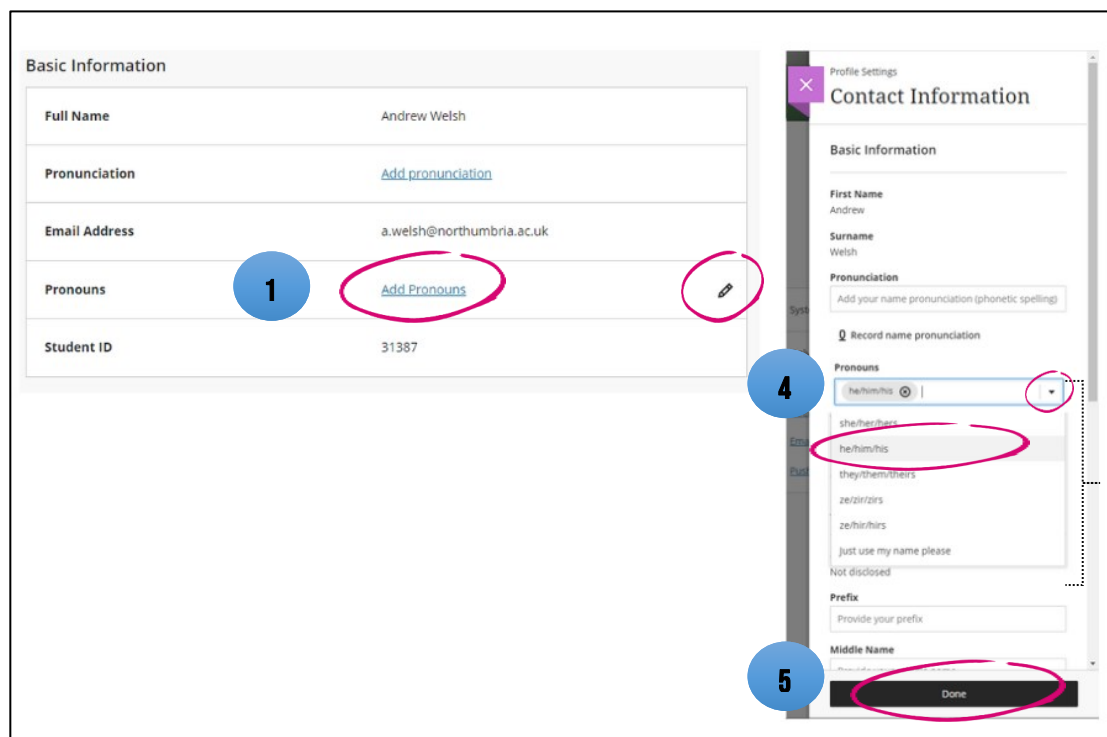 Basic Information
Full Name Andrew Welsh
Pronunciation Add pronunciation
Email Address a.welsh@northumbria.ac.uk
1
Pronouns Add Pronouns
Student ID 31387
Profile Settings
Contact Information
Basic Information
First Name
Andrew
Surname
Welsh
Pronunciation
Add your name pronunciation (phonetic spelling)
Record name pronunciation
Pronouns
4
he/him/his
she/her/hers
he/him/his
they/them/theirs
ze/zir/zirs
ze/hir/hirs
Just use my name please
Not disclosed
Prefix
Provide your prefix
Middle Name
5
Done